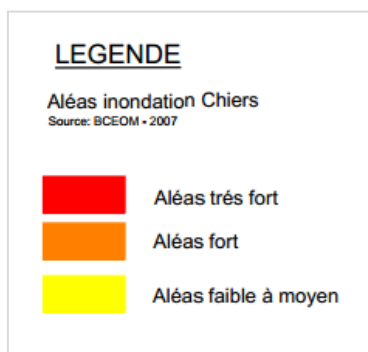 LEGENDE
Aléas inondation Chiers
Source: BCEOM - 2007
Aléas trés fort
Aléas fort
Aléas faible à moyen